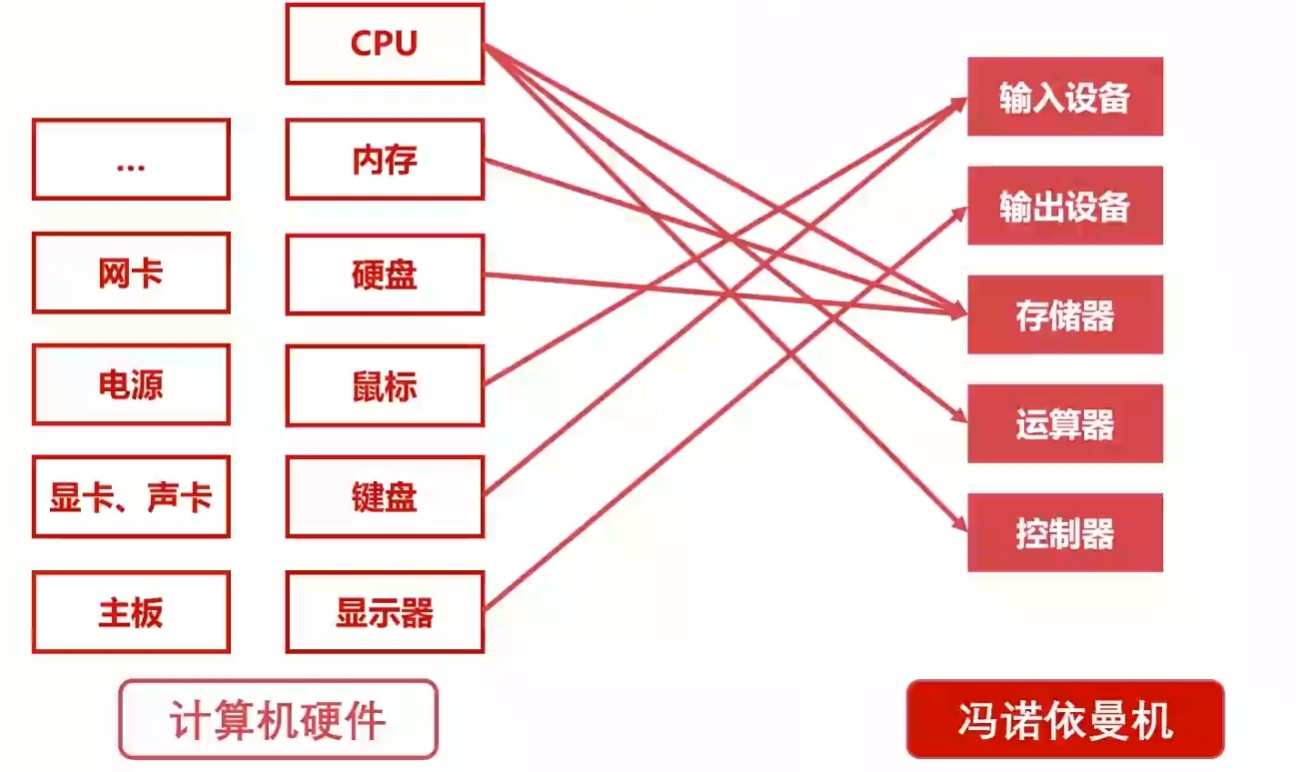 CPU
...
内存
网卡
硬盘
电源
鼠标
显卡、声卡
键盘
主板
显示器
计算机硬件
输入设备
输出设备
存储器
运算器
控制器
冯诺依曼机